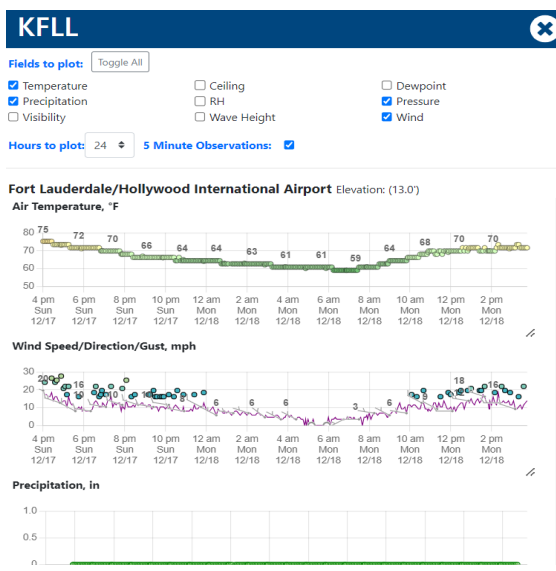 KFLL
Fields to plot: Toggle All
Temperature Ceiling Dewpoint
Precipitation RH Pressure
Visibility Wave Height Wind
Hours to plot: 24 5 Minute Observations:
Fort Lauderdale/Hollywood International Airport Elevation: (13.0')
Air Temperature, °F
75 72 70 66 64 64 63 61 61 59 64 68 70 70
80
70
60
50
4 pm 6 pm 8 pm 10 pm 12 am 2 am 4 am 6 am 8 am 10 am 12 pm 2 pm
Sun Sun Sun Sun Mon Mon Mon Mon Mon Mon Mon Mon
12/17 12/17 12/17 12/17 12/18 12/18 12/18 12/18 12/18 12/18 12/18 12/18
Wind Speed/Direction/Gust, mph
30
20 20 16 18 16
10 10 10 6 6 6 3 6 9
0
4 pm 6 pm 8 pm 10 pm 12 am 2 am 4 am 6 am 8 am 10 am 12 pm 2 pm
Sun Sun Sun Sun Mon Mon Mon Mon Mon Mon Mon Mon
12/17 12/17 12/17 12/17 12/18 12/18 12/18 12/18 12/18 12/18 12/18 12/18
Precipitation, in
1.0
0.5
0